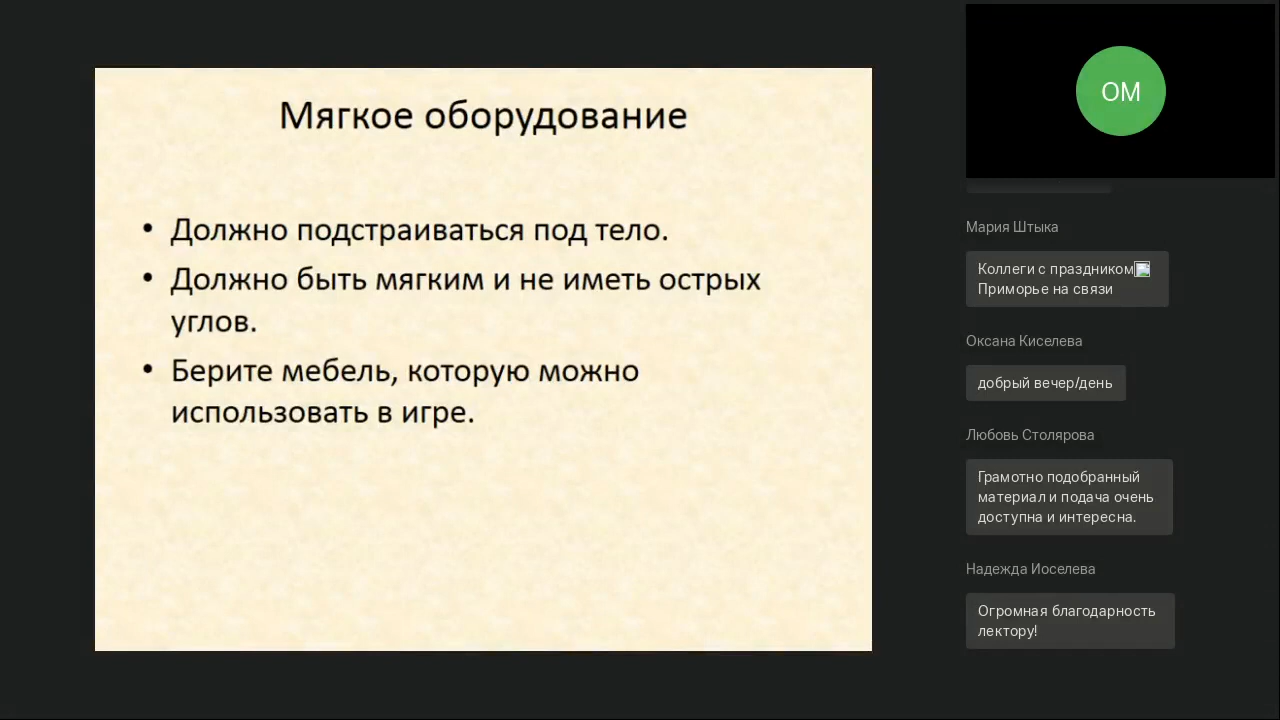 Мягкое оборудование
• Должно подстраиваться под тело.
• Должно быть мягким и не иметь острых
углов.
• Берите мебель, которую можно
использовать в игре.
ОМ
Мария Штыка
Коллеги с праздником
Приморье на связи
Оксана Киселева
добрый вечер/день
Любовь Столярова
Грамотно подобранный
материал и подача очень
доступна и интересна.
Надежда Иоселева
Огромная благодарность
лектору!